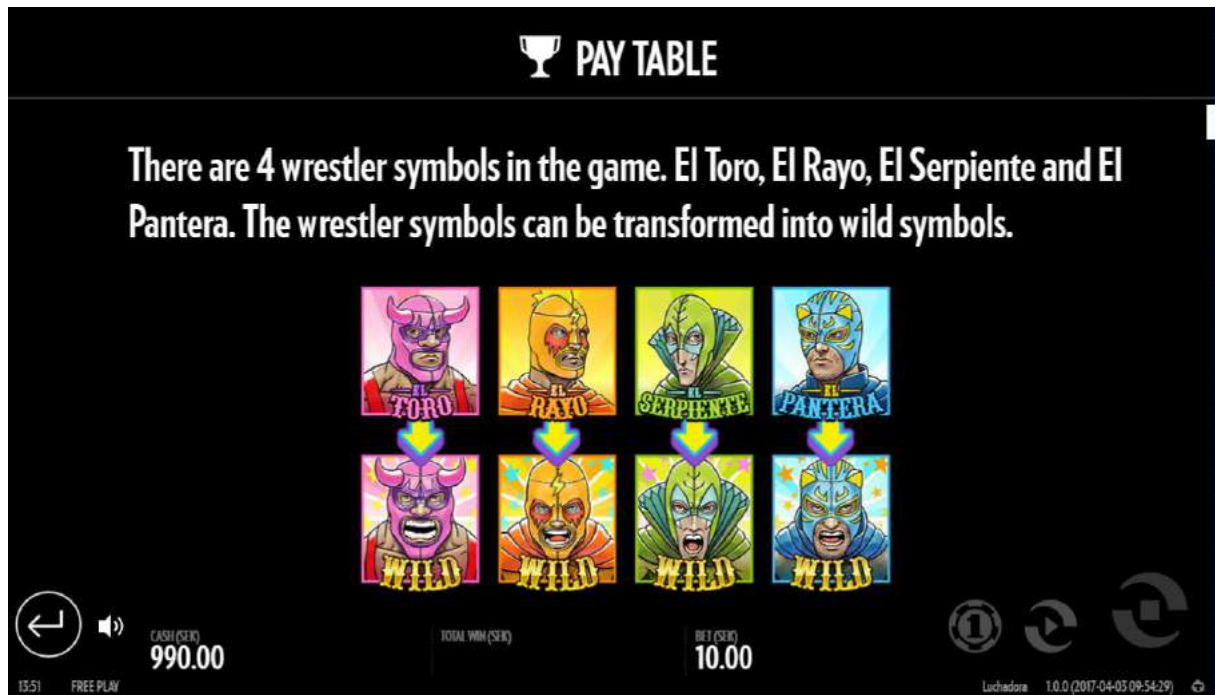 PAY TABLE
There are 4 wrestler symbols in the game. El Toro, El Rayo, El Serpiente and El
Pantera. The wrestler symbols can be transformed into wild symbols.
EL TORO
EL RAYO
EL SERPIENTE
EL PANTERA
WILD
WILD
WILD
WILD
1
CASH (SEK)
990.00
TOTAL WIN (SEK)
BET (SEK)
10.00
13:51 FREE PLAY
Luchadora 1.0.0 (2017-04-03 09:54:29)